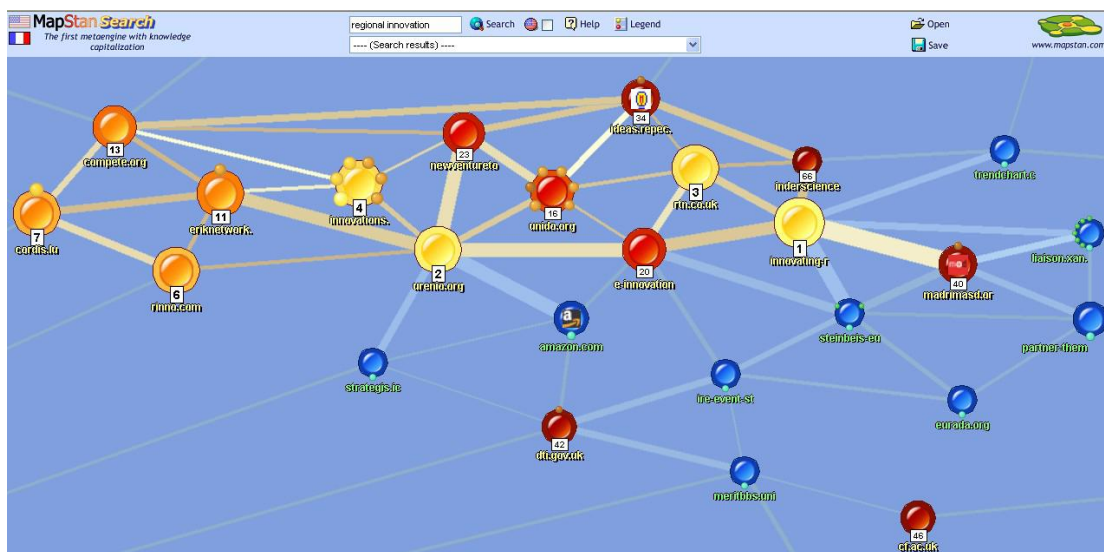 MapStan Search
The first metaengine with knowledge
capitalization
regional innovation
Search
Help
Legend
---- (Search results) ----
Open
Save
www.mapstan.com
34
ideas.repec.
13
compete.org
23
newventureto
66
inderscience
trendchart.c
4
innovations.
3
rtn.co.uk
16
unido.org
7
cordis.lu
11
eriknetwork.
1
innovating-r
liaison.xan.
2
urenio.org
20
e-innovation
40
madrimasd.or
6
rinno.com
amazon.com
steinbeis-eu
partner-them
strategis.ic
ire-event-st
eurada.org
42
dti.gov.uk
meritbbs.uni
46
cf.ac.uk